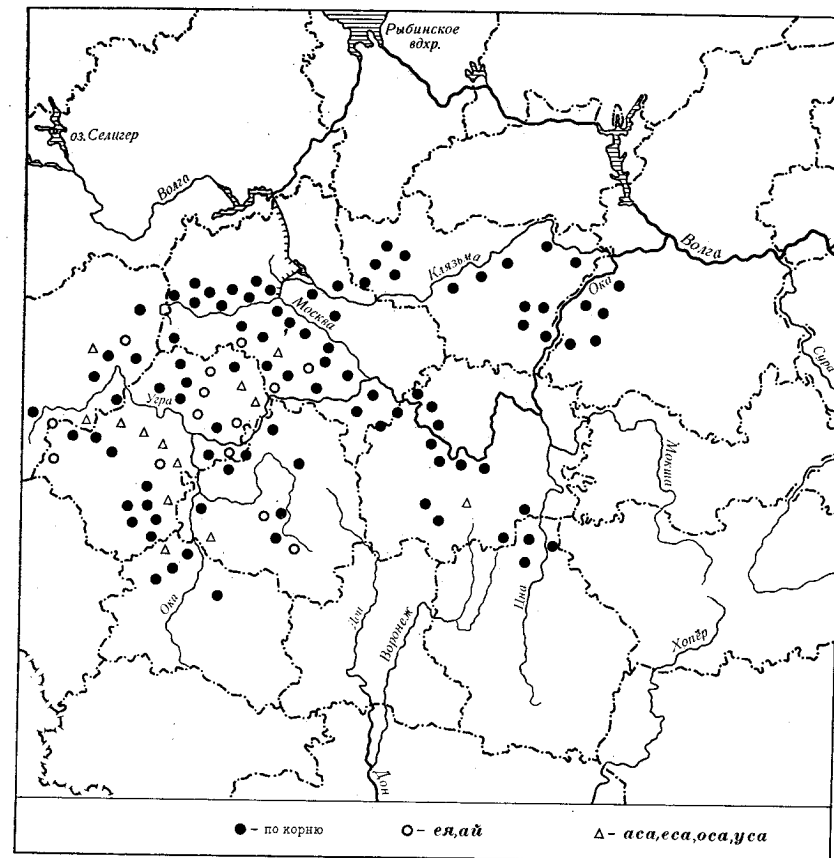 Рыбинское
вдхр.
оз. Селигер
Волга
Клязьма
Волга
Ока
Москва
Сура
Угра
Мокша
Ока
Дон
Воронеж
Цна
Хопёр
Дон
● – по корню ○ – ея, ай △ – аса, еса, оса, уса